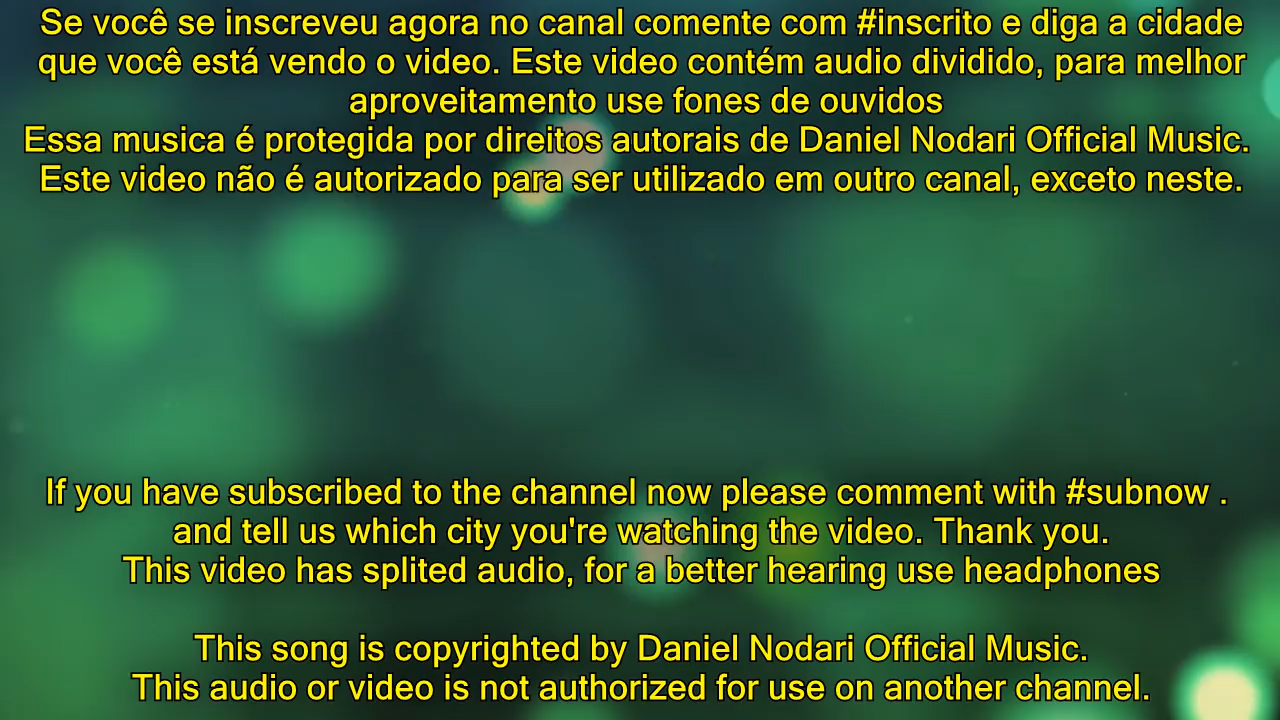 Se você se inscreveu agora no canal comente com #inscrito e diga a cidade
que você está vendo o video. Este video contém audio dividido, para melhor
aproveitamento use fones de ouvidos
Essa musica é protegida por direitos autorais de Daniel Nodari Official Music.
Este video não é autorizado para ser utilizado em outro canal, exceto neste.
If you have subscribed to the channel now please comment with #subnow .
and tell us which city you're watching the video. Thank you.
This video has splited audio, for a better hearing use headphones
This song is copyrighted by Daniel Nodari Official Music.
This audio or video is not authorized for use on another channel.